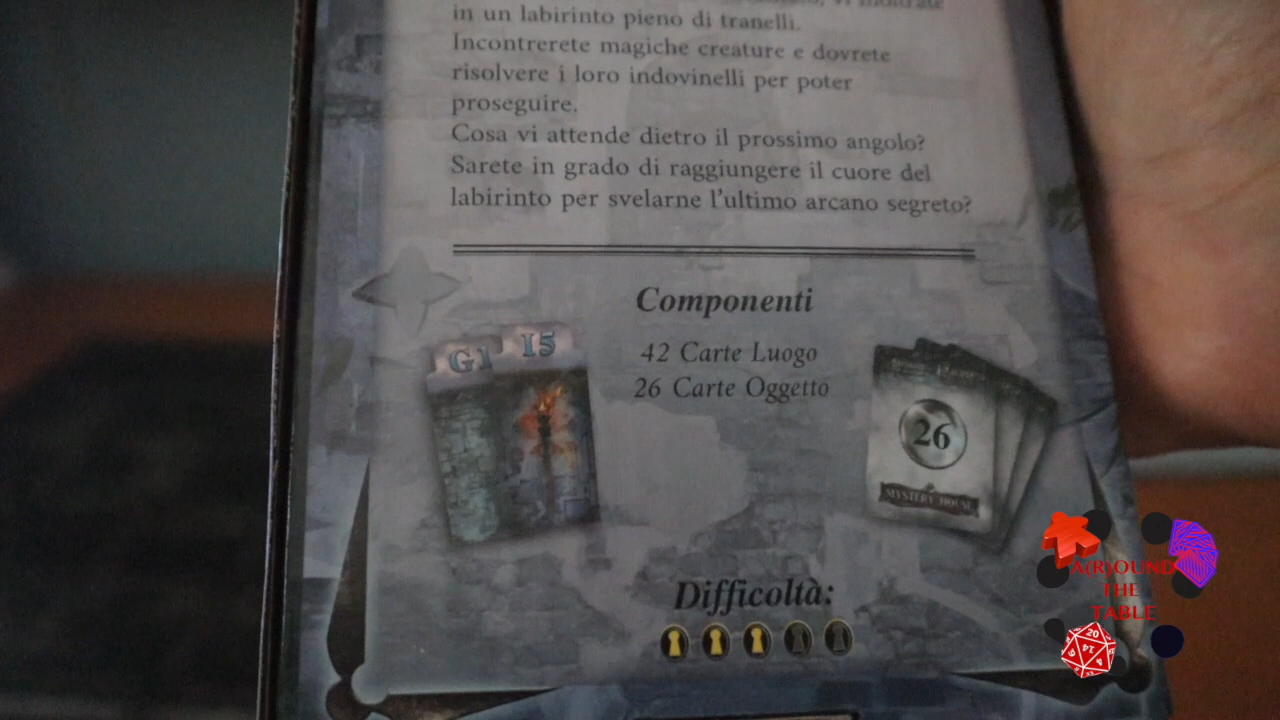 in un labirinto pieno di tranelli.
Incontrerete magiche creature e dovrete
risolvere i loro indovinelli per poter
proseguire.
Cosa vi attende dietro il prossimo angolo?
Sarete in grado di raggiungere il cuore del
labirinto per svelarne l'ultimo arcano segreto?
Componenti
G1 I5
42 Carte Luogo
26 Carte Oggetto
26
MYSTERY HOUSE
Difficoltà:
A(R)OUND
THE
TABLE
20
14